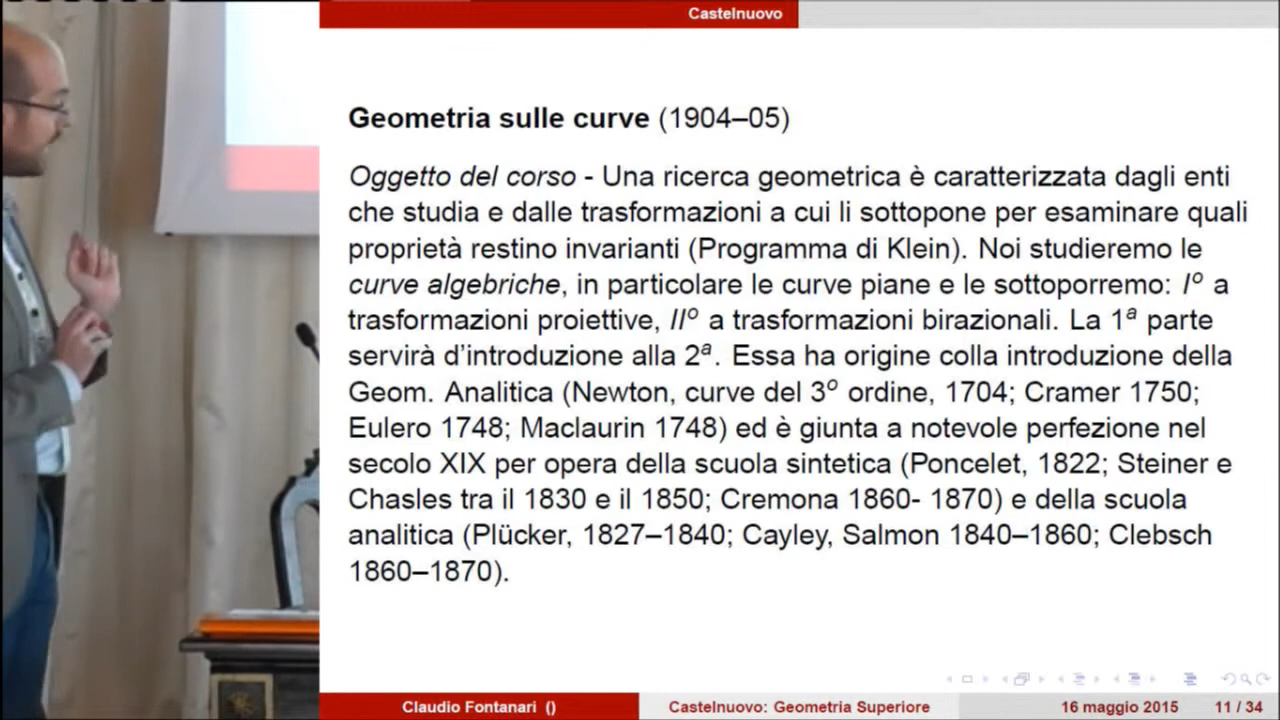 Castelnuovo
Geometria sulle curve (1904–05)
Oggetto del corso - Una ricerca geometrica è caratterizzata dagli enti
che studia e dalle trasformazioni a cui li sottopone per esaminare quali
proprietà restino invarianti (Programma di Klein). Noi studieremo le
curve algebriche, in particolare le curve piane e le sottoporremo: Iº a
trasformazioni proiettive, IIº a trasformazioni birazionali. La 1ª parte
servirà d'introduzione alla 2ª. Essa ha origine colla introduzione della
Geom. Analitica (Newton, curve del 3º ordine, 1704; Cramer 1750;
Eulero 1748; Maclaurin 1748) ed è giunta a notevole perfezione nel
secolo XIX per opera della scuola sintetica (Poncelet, 1822; Steiner e
Chasles tra il 1830 e il 1850; Cremona 1860- 1870) e della scuola
analitica (Plücker, 1827–1840; Cayley, Salmon 1840–1860; Clebsch
1860–1870).
Claudio Fontanari () Castelnuovo: Geometria Superiore 16 maggio 2015 11 / 34